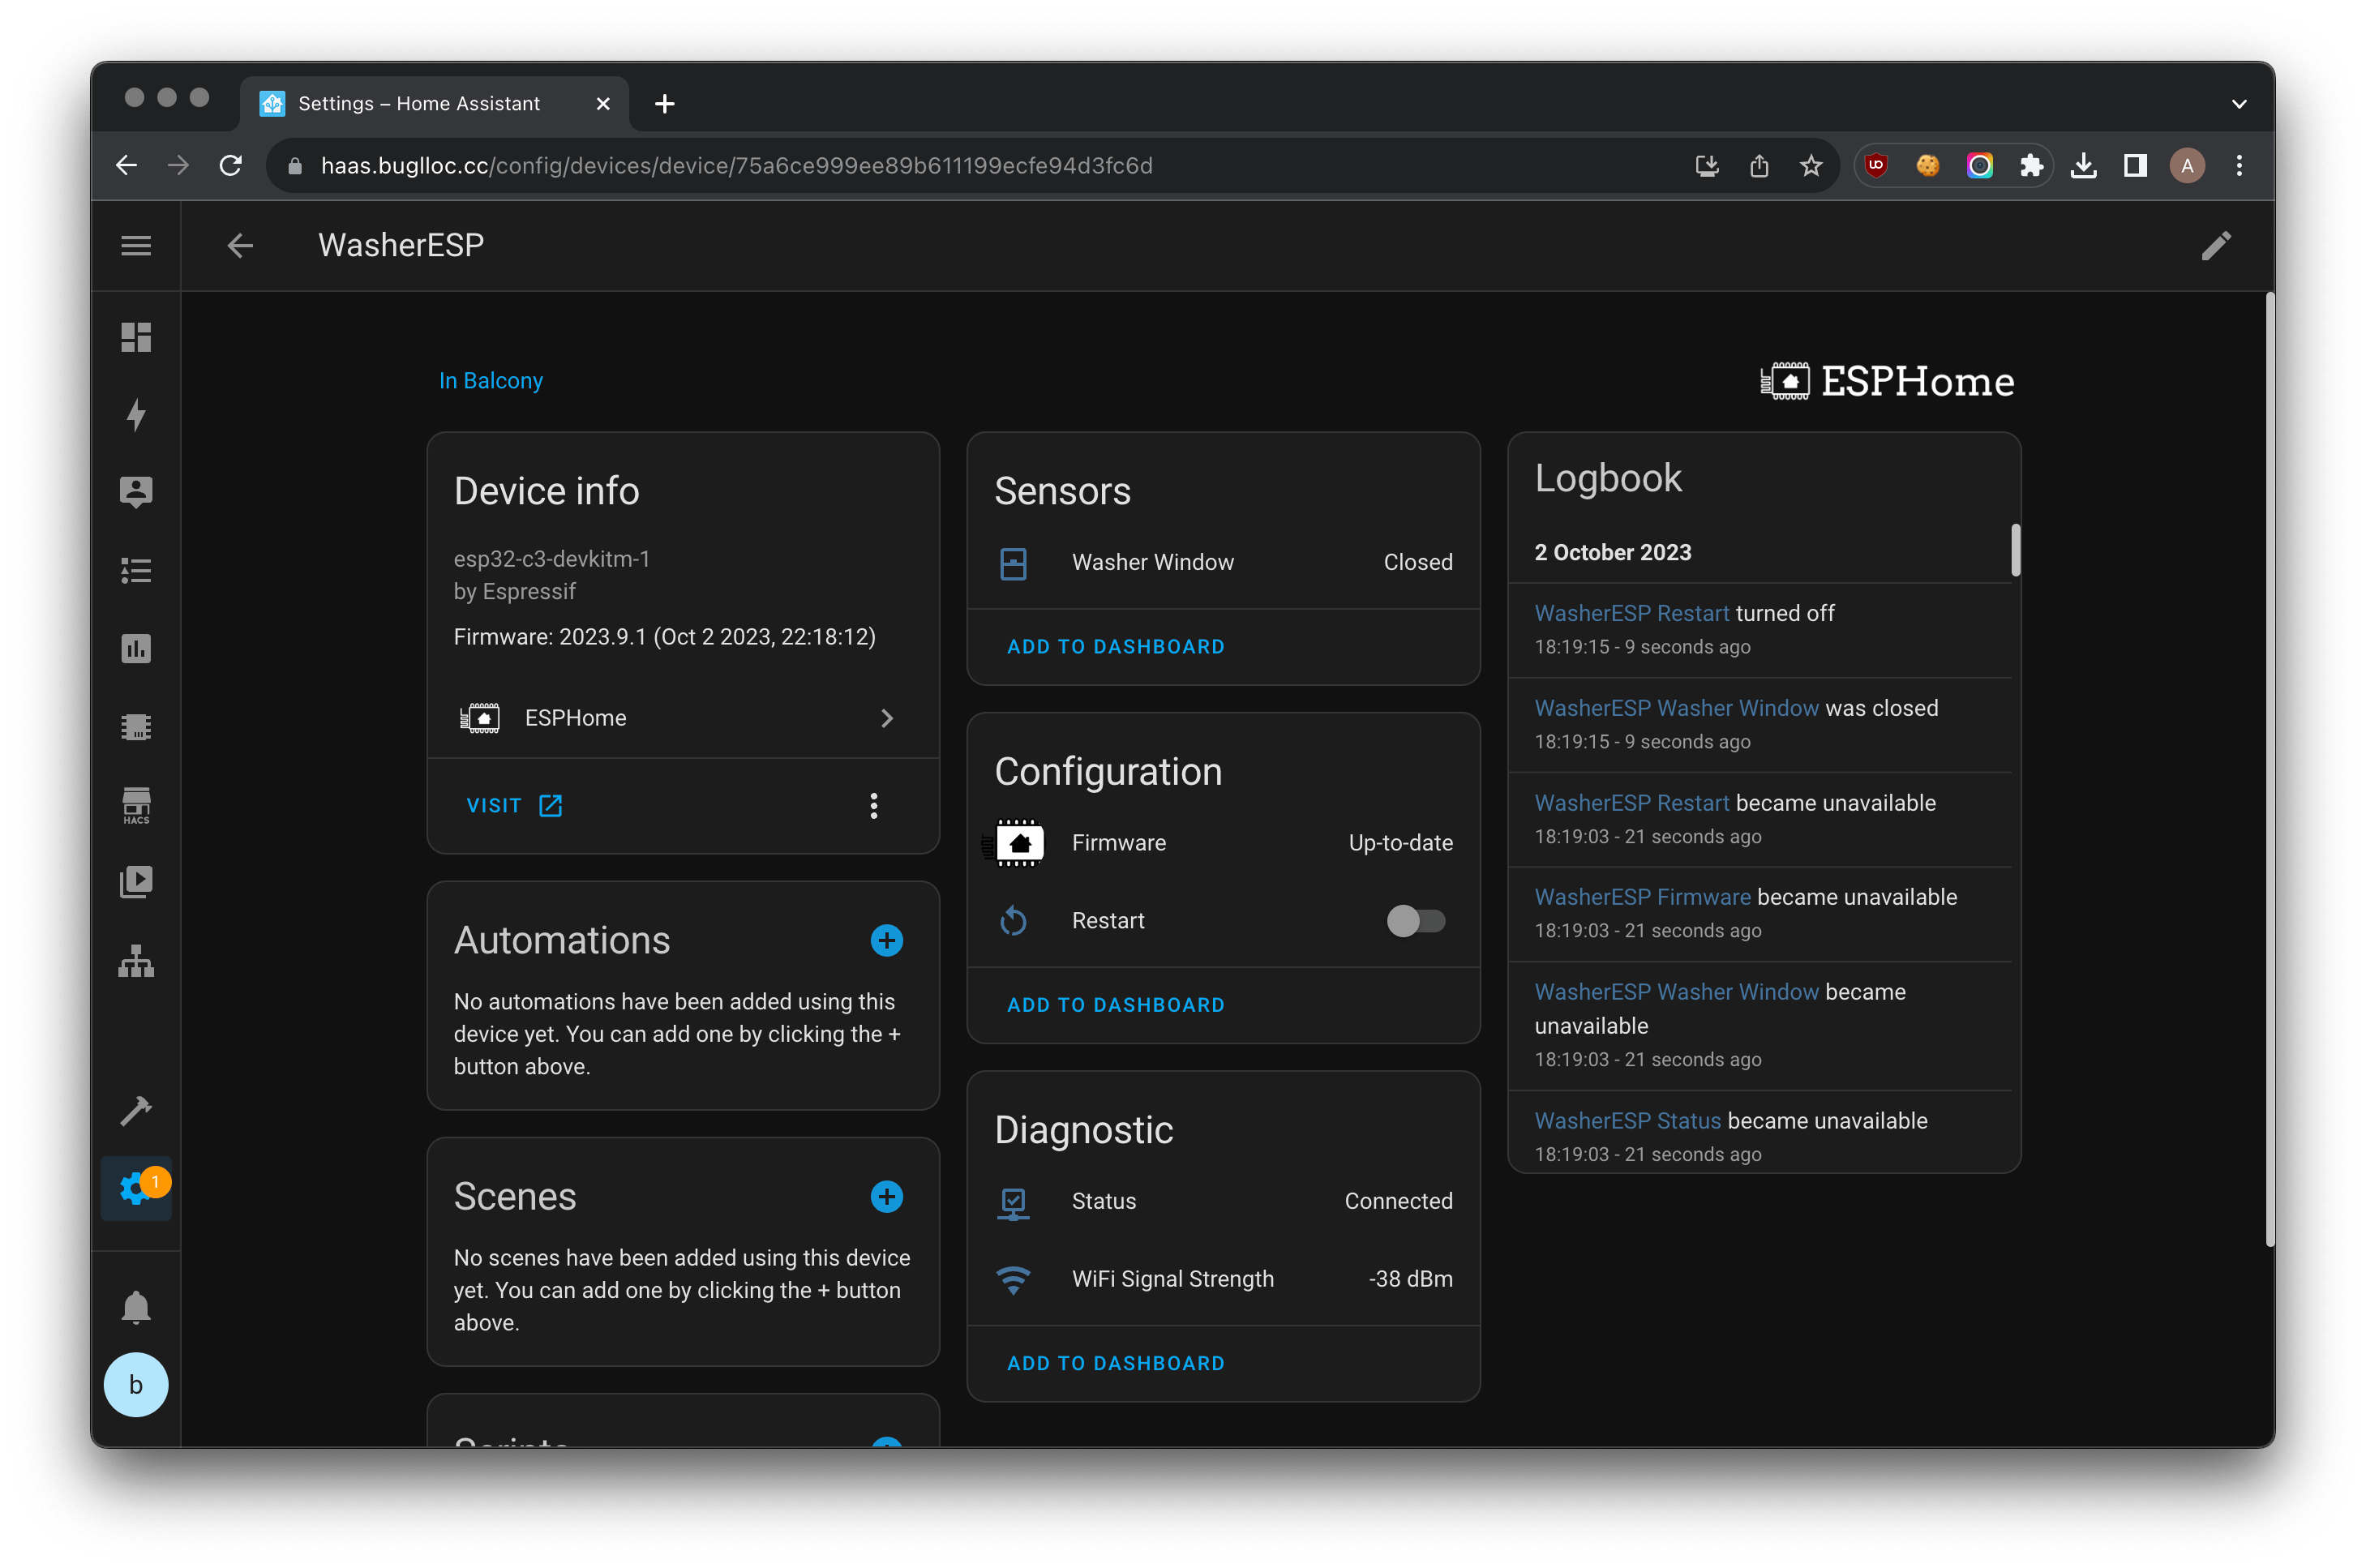 Settings – Home Assistant
haas.buglloc.cc/config/devices/device/75a6ce999ee89b611199ecfe94d3fc6d
A
WasherESP
In Balcony
ESPHome
Device info
esp32-c3-devkitm-1
by Espressif
Firmware: 2023.9.1 (Oct 2 2023, 22:18:12)
ESPHome
VISIT
Automations
No automations have been added using this
device yet. You can add one by clicking the +
button above.
Scenes
No scenes have been added using this device
yet. You can add one by clicking the + button
above.
Sensors
Washer Window Closed
ADD TO DASHBOARD
Configuration
Firmware Up-to-date
Restart
ADD TO DASHBOARD
Diagnostic
Status Connected
WiFi Signal Strength -38 dBm
ADD TO DASHBOARD
Logbook
2 October 2023
WasherESP Restart turned off
18:19:15 - 9 seconds ago
WasherESP Washer Window was closed
18:19:15 - 9 seconds ago
WasherESP Restart became unavailable
18:19:03 - 21 seconds ago
WasherESP Firmware became unavailable
18:19:03 - 21 seconds ago
WasherESP Washer Window became
unavailable
18:19:03 - 21 seconds ago
WasherESP Status became unavailable
18:19:03 - 21 seconds ago
HACS
1
b